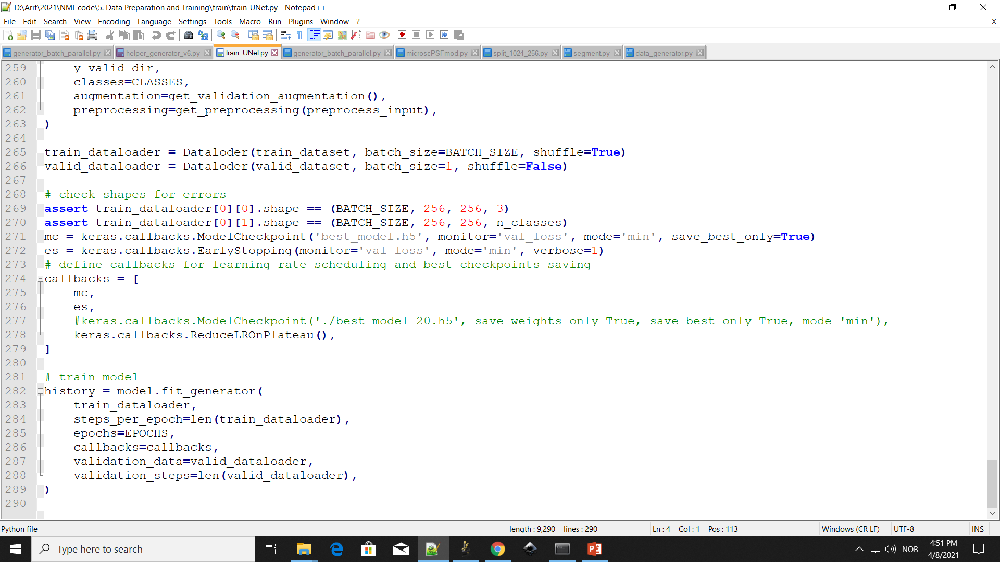 D:\Arif\2021\NMI_code\5. Data Preparation and Training\train\train_UNet.py - Notepad++
File Edit Search View Encoding Language Settings Tools Macro Run Plugins Window ? X
generator_batch_parallel.py helper_generator_v6.py train_UNet.py generator_batch_parallel.py microscPSFmod.py split_1024_256.py segment.py data_generator.py
259     y_valid_dir,
260     classes=CLASSES,
261     augmentation=get_validation_augmentation(),
262     preprocessing=get_preprocessing(preprocess_input),
263 )
264
265 train_dataloader = Dataloder(train_dataset, batch_size=BATCH_SIZE, shuffle=True)
266 valid_dataloader = Dataloder(valid_dataset, batch_size=1, shuffle=False)
267
268 # check shapes for errors
269 assert train_dataloader[0][0].shape == (BATCH_SIZE, 256, 256, 3)
270 assert train_dataloader[0][1].shape == (BATCH_SIZE, 256, 256, n_classes)
271 mc = keras.callbacks.ModelCheckpoint('best_model.h5', monitor='val_loss', mode='min', save_best_only=True)
272 es = keras.callbacks.EarlyStopping(monitor='val_loss', mode='min', verbose=1)
273 # define callbacks for learning rate scheduling and best checkpoints saving
274 callbacks = [
275     mc,
276     es,
277     #keras.callbacks.ModelCheckpoint('./best_model_20.h5', save_weights_only=True, save_best_only=True, mode='min'),
278     keras.callbacks.ReduceLROnPlateau(),
279 ]
280
281 # train model
282 history = model.fit_generator(
283     train_dataloader,
284     steps_per_epoch=len(train_dataloader),
285     epochs=EPOCHS,
286     callbacks=callbacks,
287     validation_data=valid_dataloader,
288     validation_steps=len(valid_dataloader),
289 )
290
Python file length : 9,290 lines : 290 Ln : 4 Col : 1 Pos : 113 Windows (CR LF) UTF-8 INS
Type here to search NOB 4:51 PM
4/8/2021